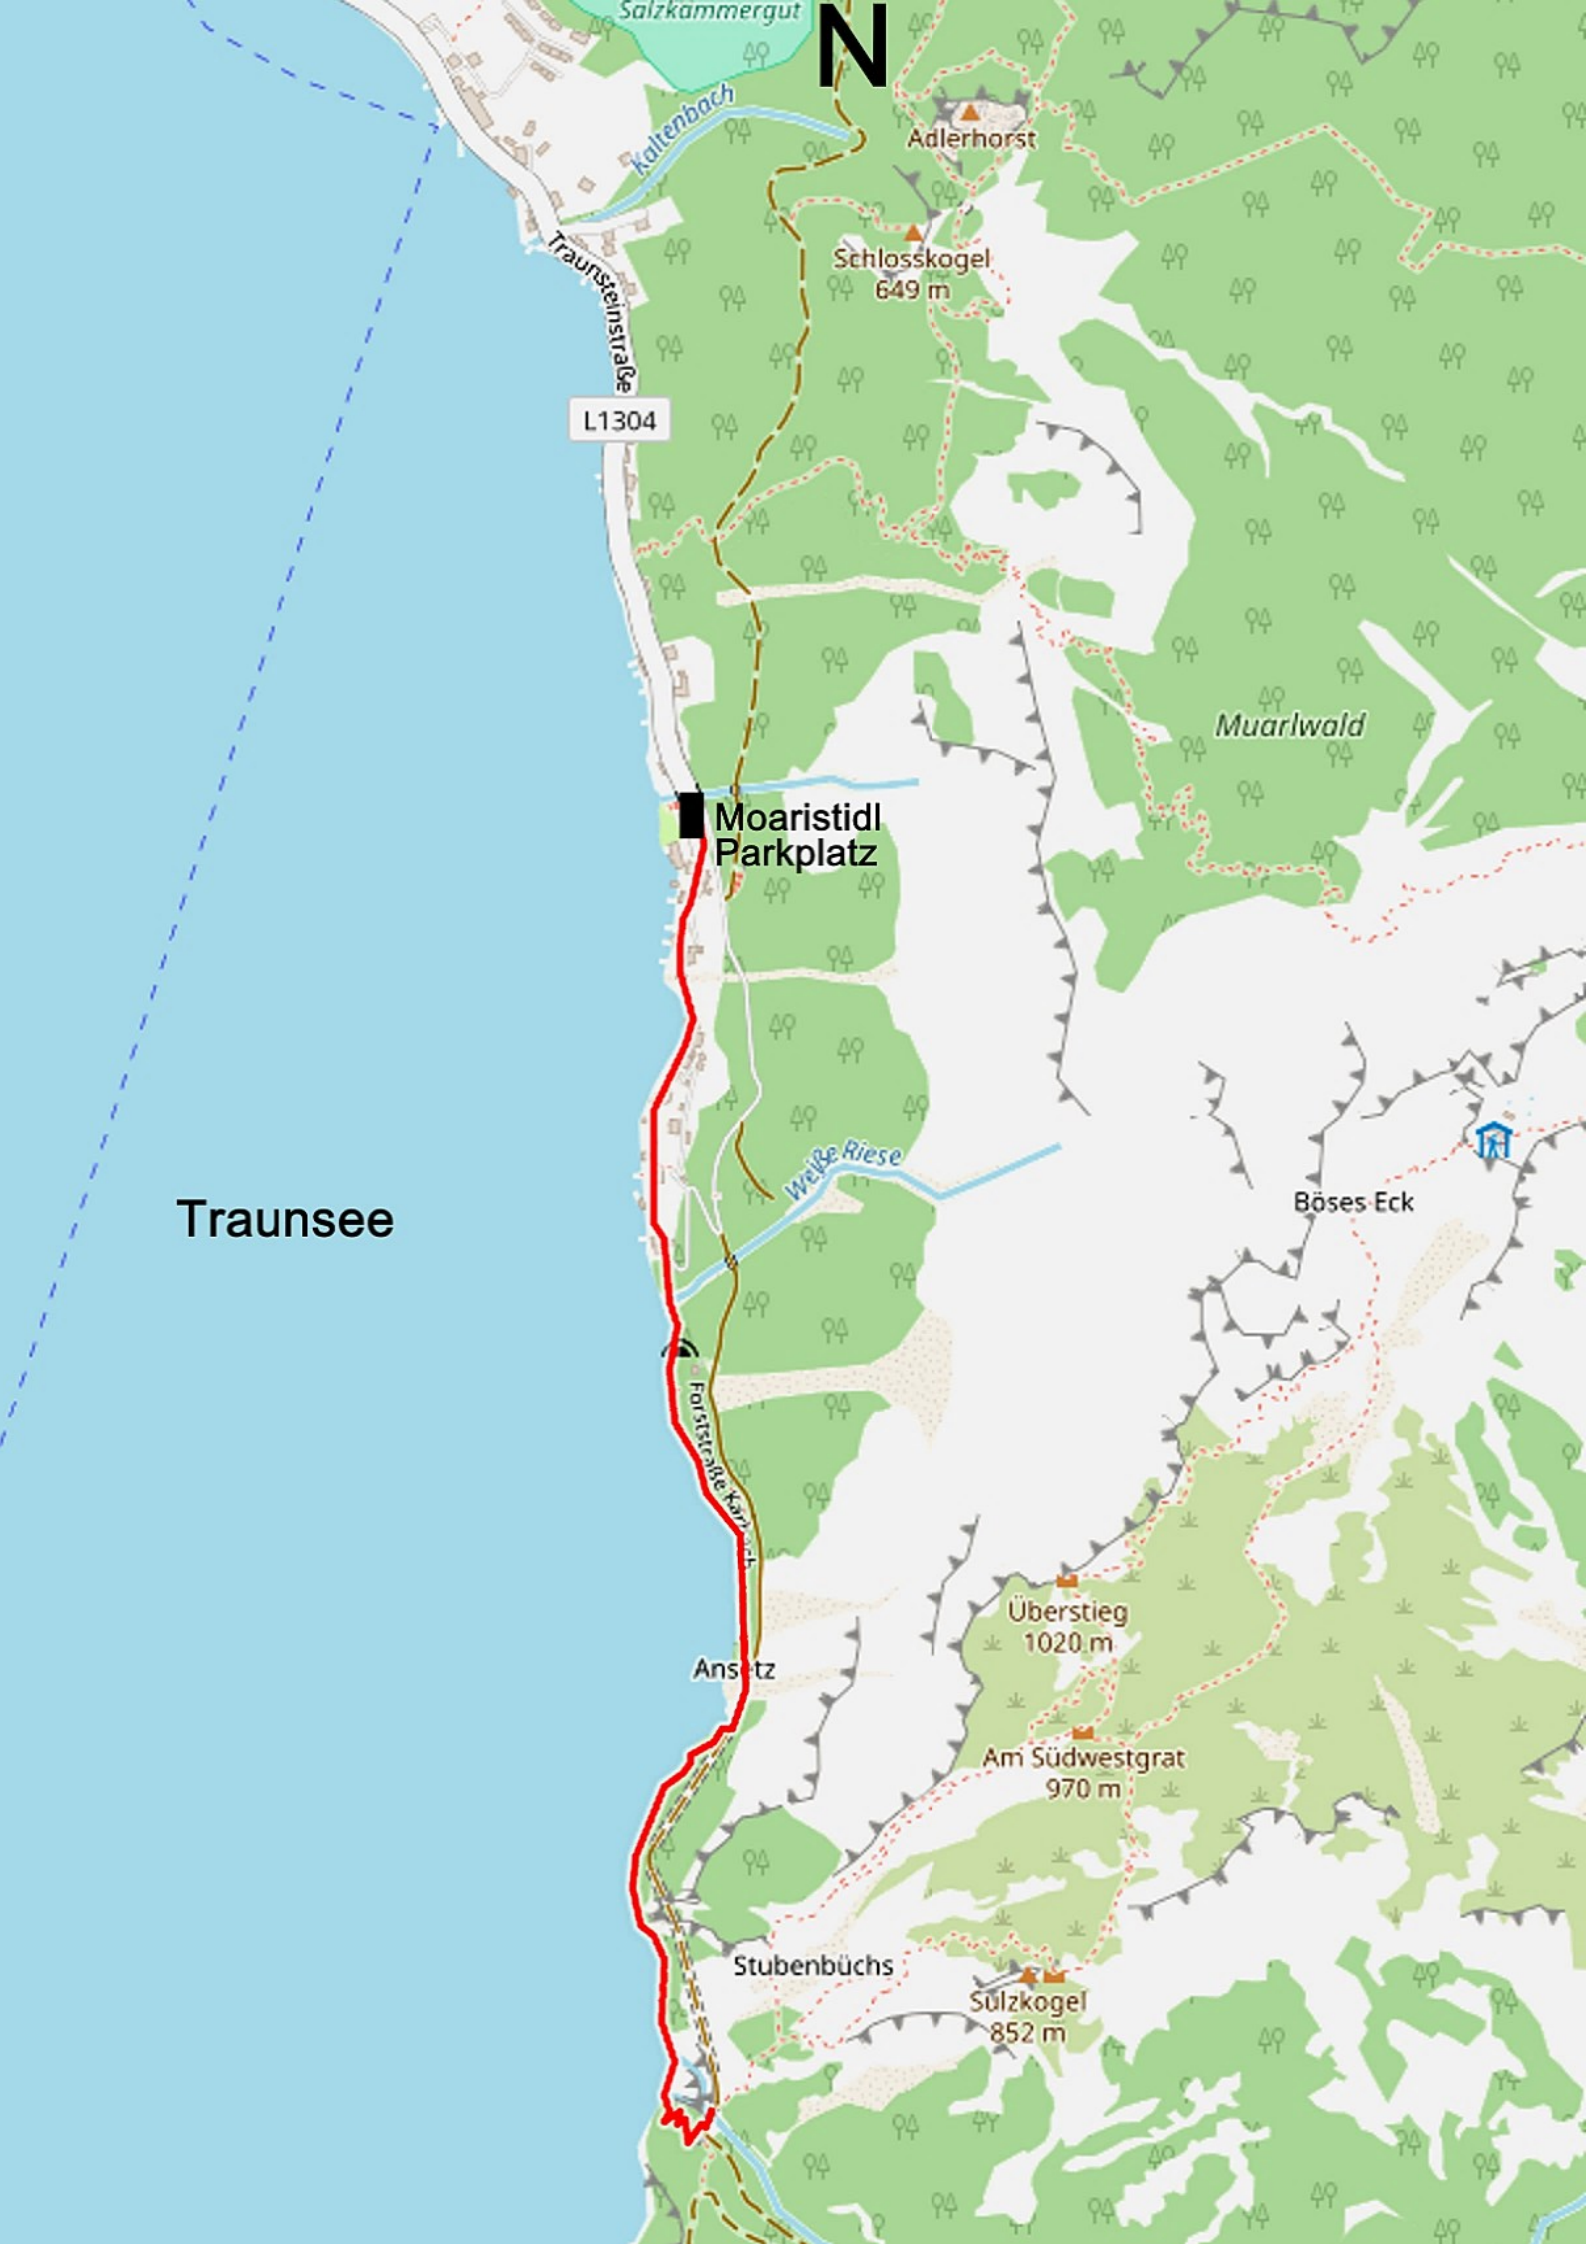 Salzkammergut
N
Kaltenbach
Adlerhorst
Traunsteinstraße
Schlosskogel
649 m
L1304
Muarlwald
Moaristidl
Parkplatz
Weiße Riese
Traunsee
Böses Eck
Forststraße Karbach
Überstieg
1020 m
Ansetz
Am Südwestgrat
970 m
Stubenbüchs
Sulzkogel
852 m